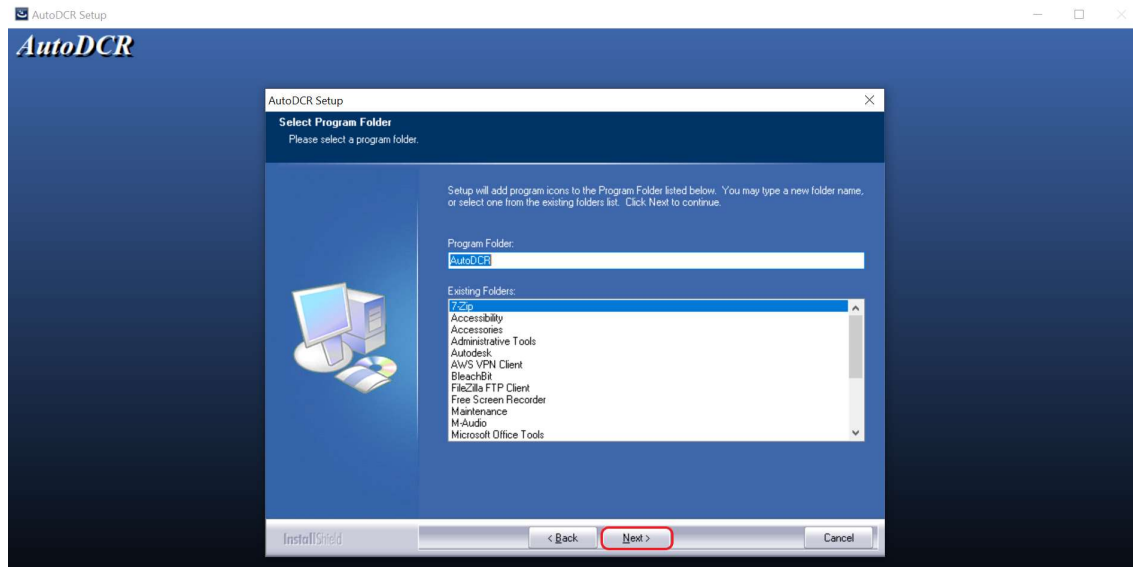 AutoDCR Setup
AutoDCR
AutoDCR Setup
Select Program Folder
Please select a program folder.
Setup will add program icons to the Program Folder listed below. You may type a new folder name,
or select one from the existing folders list. Click Next to continue.
Program Folder:
AutoDCR
Existing Folders:
7-Zip
Accessibility
Accessories
Administrative Tools
Autodesk
AWS VPN Client
BleachBit
FileZilla FTP Client
Free Screen Recorder
Maintenance
M-Audio
Microsoft Office Tools
InstallShield
< Back
Next >
Cancel